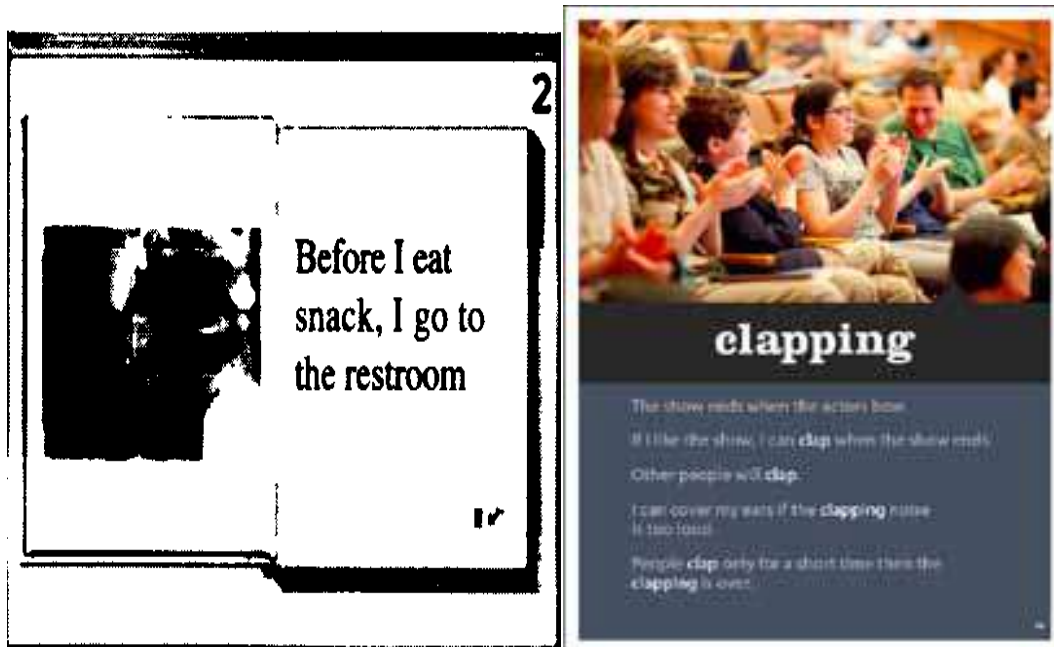 2
Before I eat
snack, I go to
the restroom
clapping
The show ends when the actors bow.
If I like the show, I can clap when the show ends.
Other people will clap.
I can cover my ears if the clapping noise
is too loud.
People clap only for a short time then the
clapping is over.